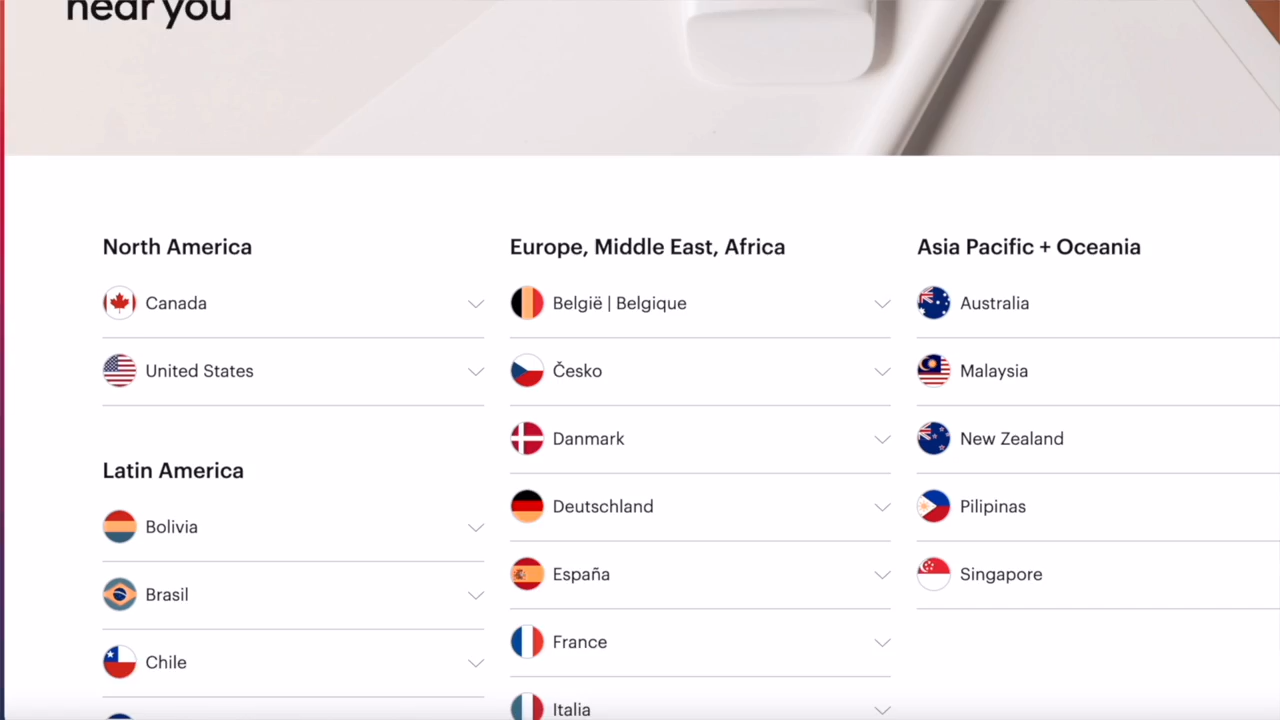 near you
North America
Canada
United States
Latin America
Bolivia
Brasil
Chile
Europe, Middle East, Africa
België | Belgique
Česko
Danmark
Deutschland
España
France
Italia
Asia Pacific + Oceania
Australia
Malaysia
New Zealand
Pilipinas
Singapore